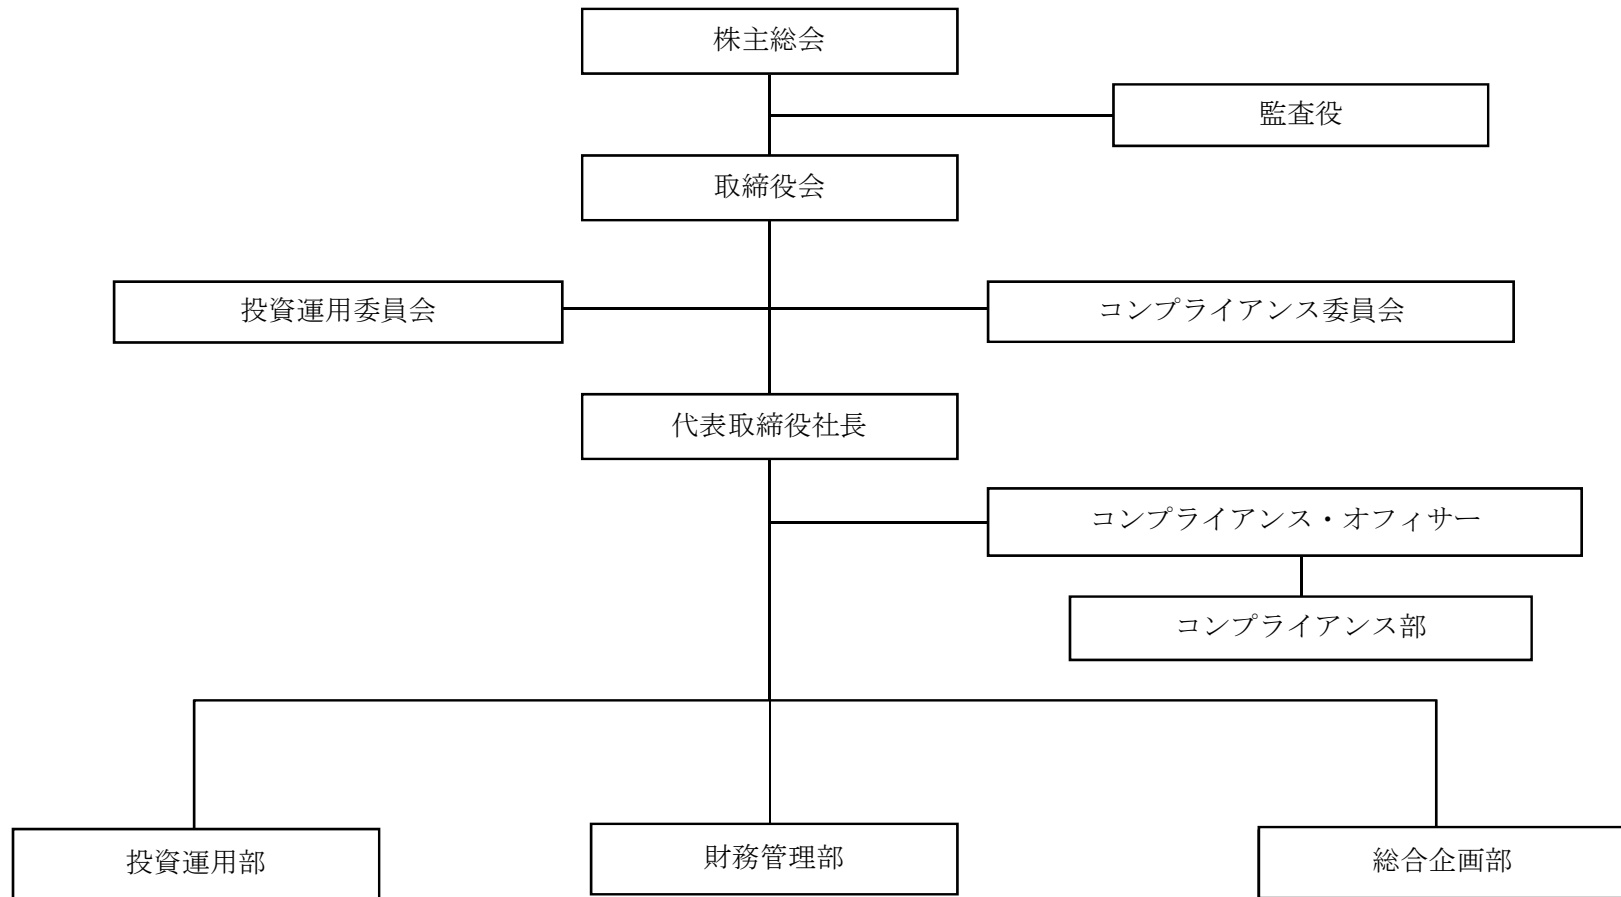 株主総会
監査役
取締役会
投資運用委員会
コンプライアンス委員会
代表取締役社長
コンプライアンス・オフィサー
コンプライアンス部
投資運用部
財務管理部
総合企画部